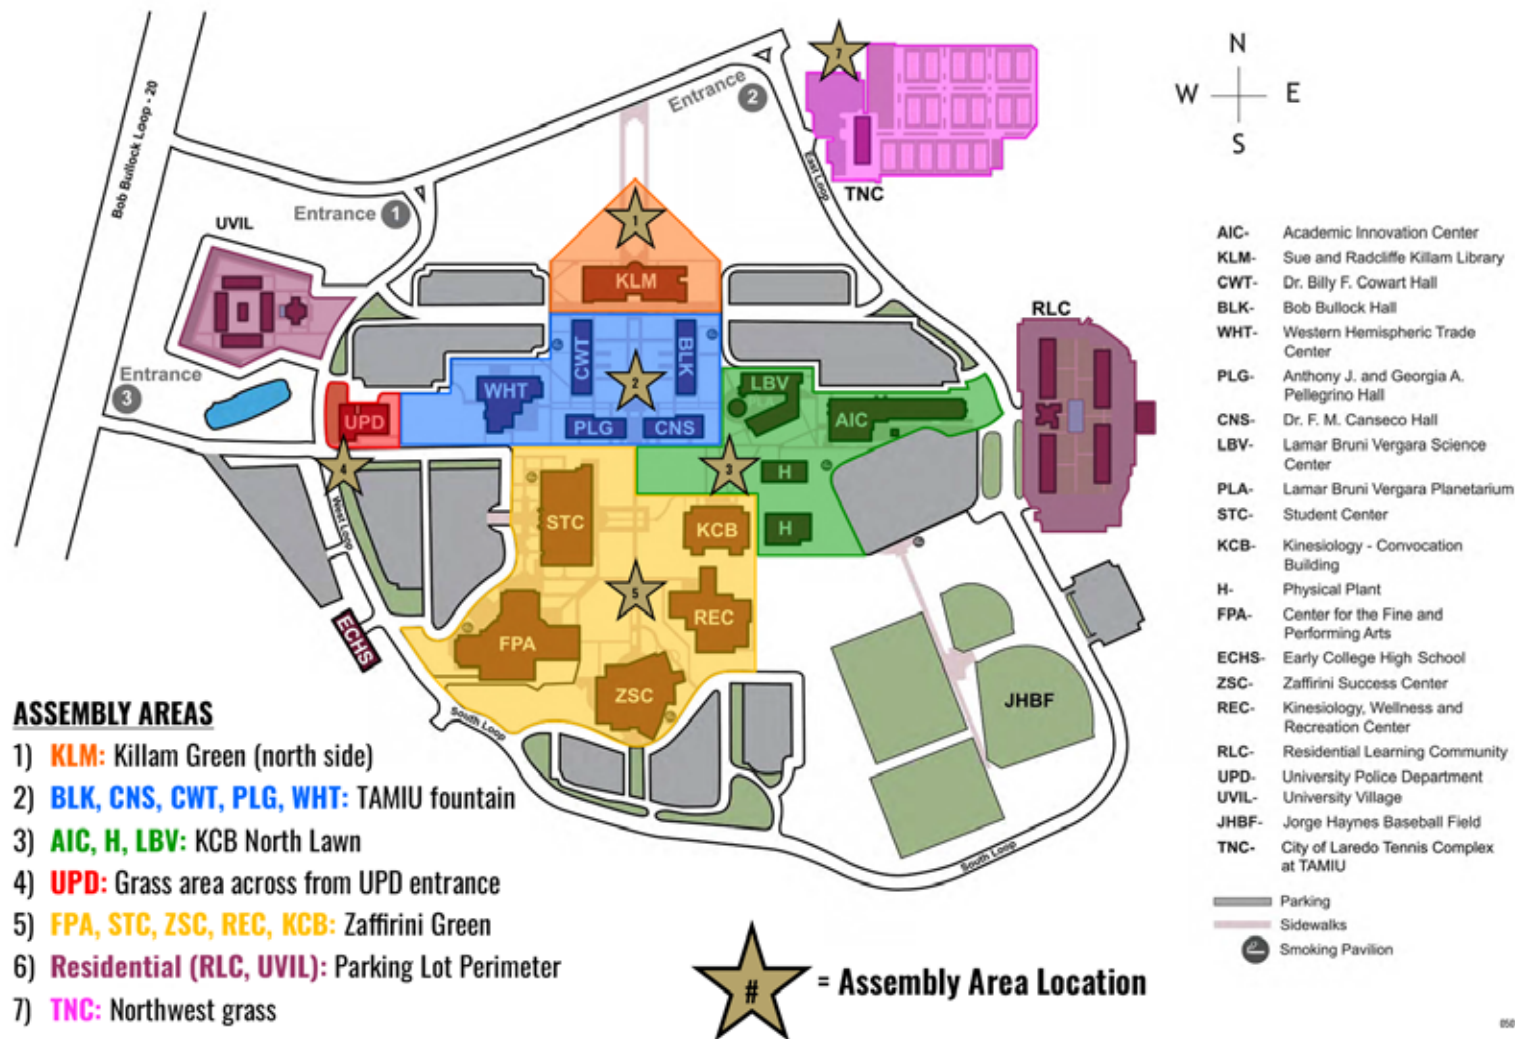 N
W E
S
7
Entrance 2
Bob Bullock Loop - 20
East Loop
TNC
Entrance 1
UVIL
1
KLM
RLC
Entrance
3
CWT
BLK
WHT
2
LBV
PLG
CNS
AIC
UPD
4
3
H
West Loop
STC
KCB
H
5
REC
FPA
ECHS
ZSC
South Loop
JHBF
South Loop
AIC- Academic Innovation Center
KLM- Sue and Radcliffe Killam Library
CWT- Dr. Billy F. Cowart Hall
BLK- Bob Bullock Hall
WHT- Western Hemispheric Trade
Center
PLG- Anthony J. and Georgia A.
Pellegrino Hall
CNS- Dr. F. M. Canseco Hall
LBV- Lamar Bruni Vergara Science
Center
PLA- Lamar Bruni Vergara Planetarium
STC- Student Center
KCB- Kinesiology - Convocation
Building
H- Physical Plant
FPA- Center for the Fine and
Performing Arts
ECHS- Early College High School
ZSC- Zaffirini Success Center
REC- Kinesiology, Wellness and
Recreation Center
RLC- Residential Learning Community
UPD- University Police Department
UVIL- University Village
JHBF- Jorge Haynes Baseball Field
TNC- City of Laredo Tennis Complex
at TAMIU
Parking
Sidewalks
Smoking Pavilion
ASSEMBLY AREAS
1) KLM: Killam Green (north side)
2) BLK, CNS, CWT, PLG, WHT: TAMIU fountain
3) AIC, H, LBV: KCB North Lawn
4) UPD: Grass area across from UPD entrance
5) FPA, STC, ZSC, REC, KCB: Zaffirini Green
6) Residential (RLC, UVIL): Parking Lot Perimeter
7) TNC: Northwest grass
# = Assembly Area Location